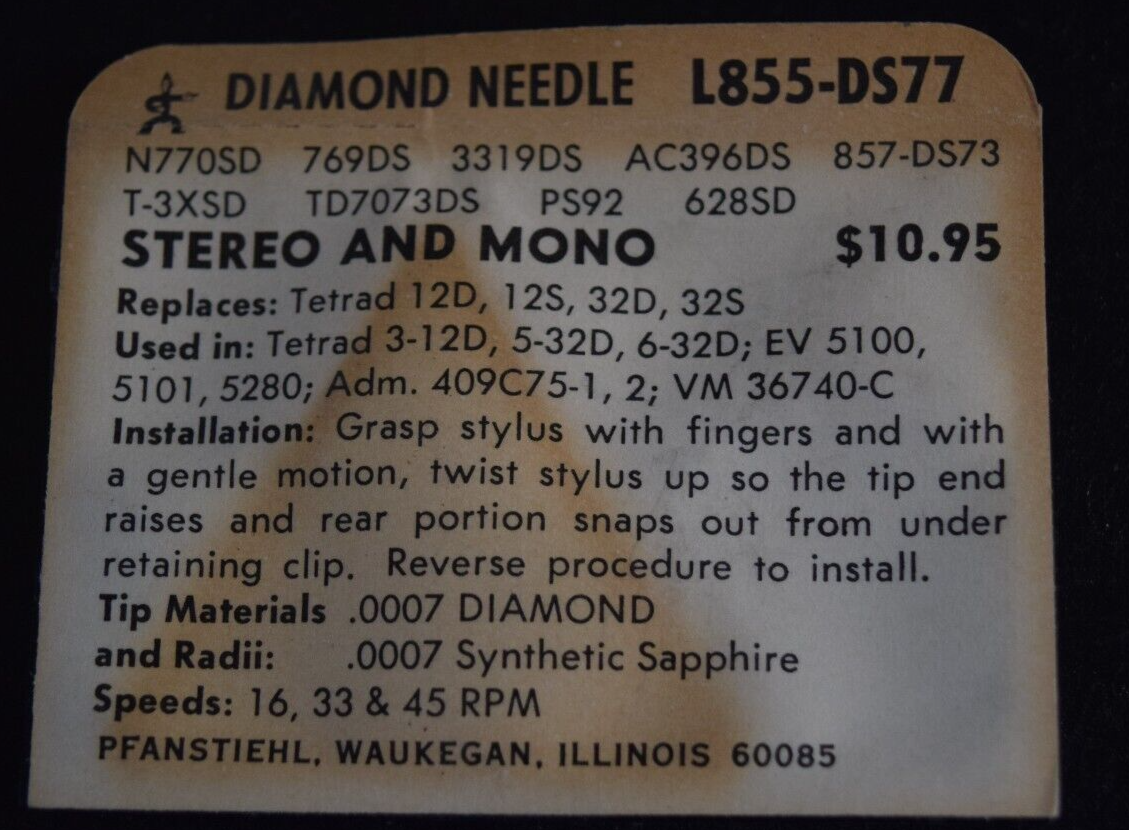 DIAMOND NEEDLE L855-DS77
N770SD 769DS 3319DS AC396DS 857-DS73
T-3XSD TD7073DS PS92 628SD
STEREO AND MONO $10.95
Replaces: Tetrad 12D, 12S, 32D, 32S
Used in: Tetrad 3-12D, 5-32D, 6-32D; EV 5100,
5101, 5280; Adm. 409C75-1, 2; VM 36740-C
Installation: Grasp stylus with fingers and with
a gentle motion, twist stylus up so the tip end
raises and rear portion snaps out from under
retaining clip. Reverse procedure to install.
Tip Materials .0007 DIAMOND
and Radii: .0007 Synthetic Sapphire
Speeds: 16, 33 & 45 RPM
PFANSTIEHL, WAUKEGAN, ILLINOIS 60085